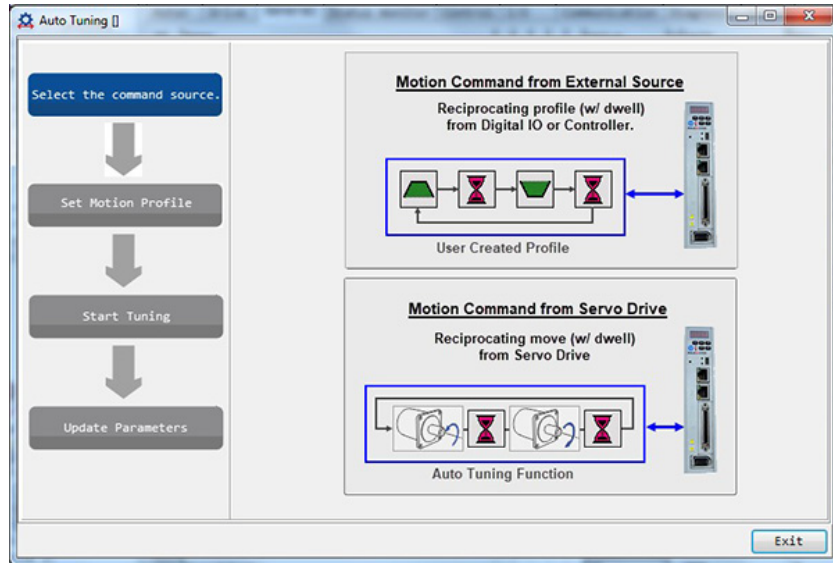 Auto Tuning []
Select the command source.
Set Motion Profile
Start Tuning
Update Parameters
Motion Command from External Source
Reciprocating profile (w/ dwell)
from Digital IO or Controller.
User Created Profile
Motion Command from Servo Drive
Reciprocating move (w/ dwell)
from Servo Drive
Auto Tuning Function
Exit